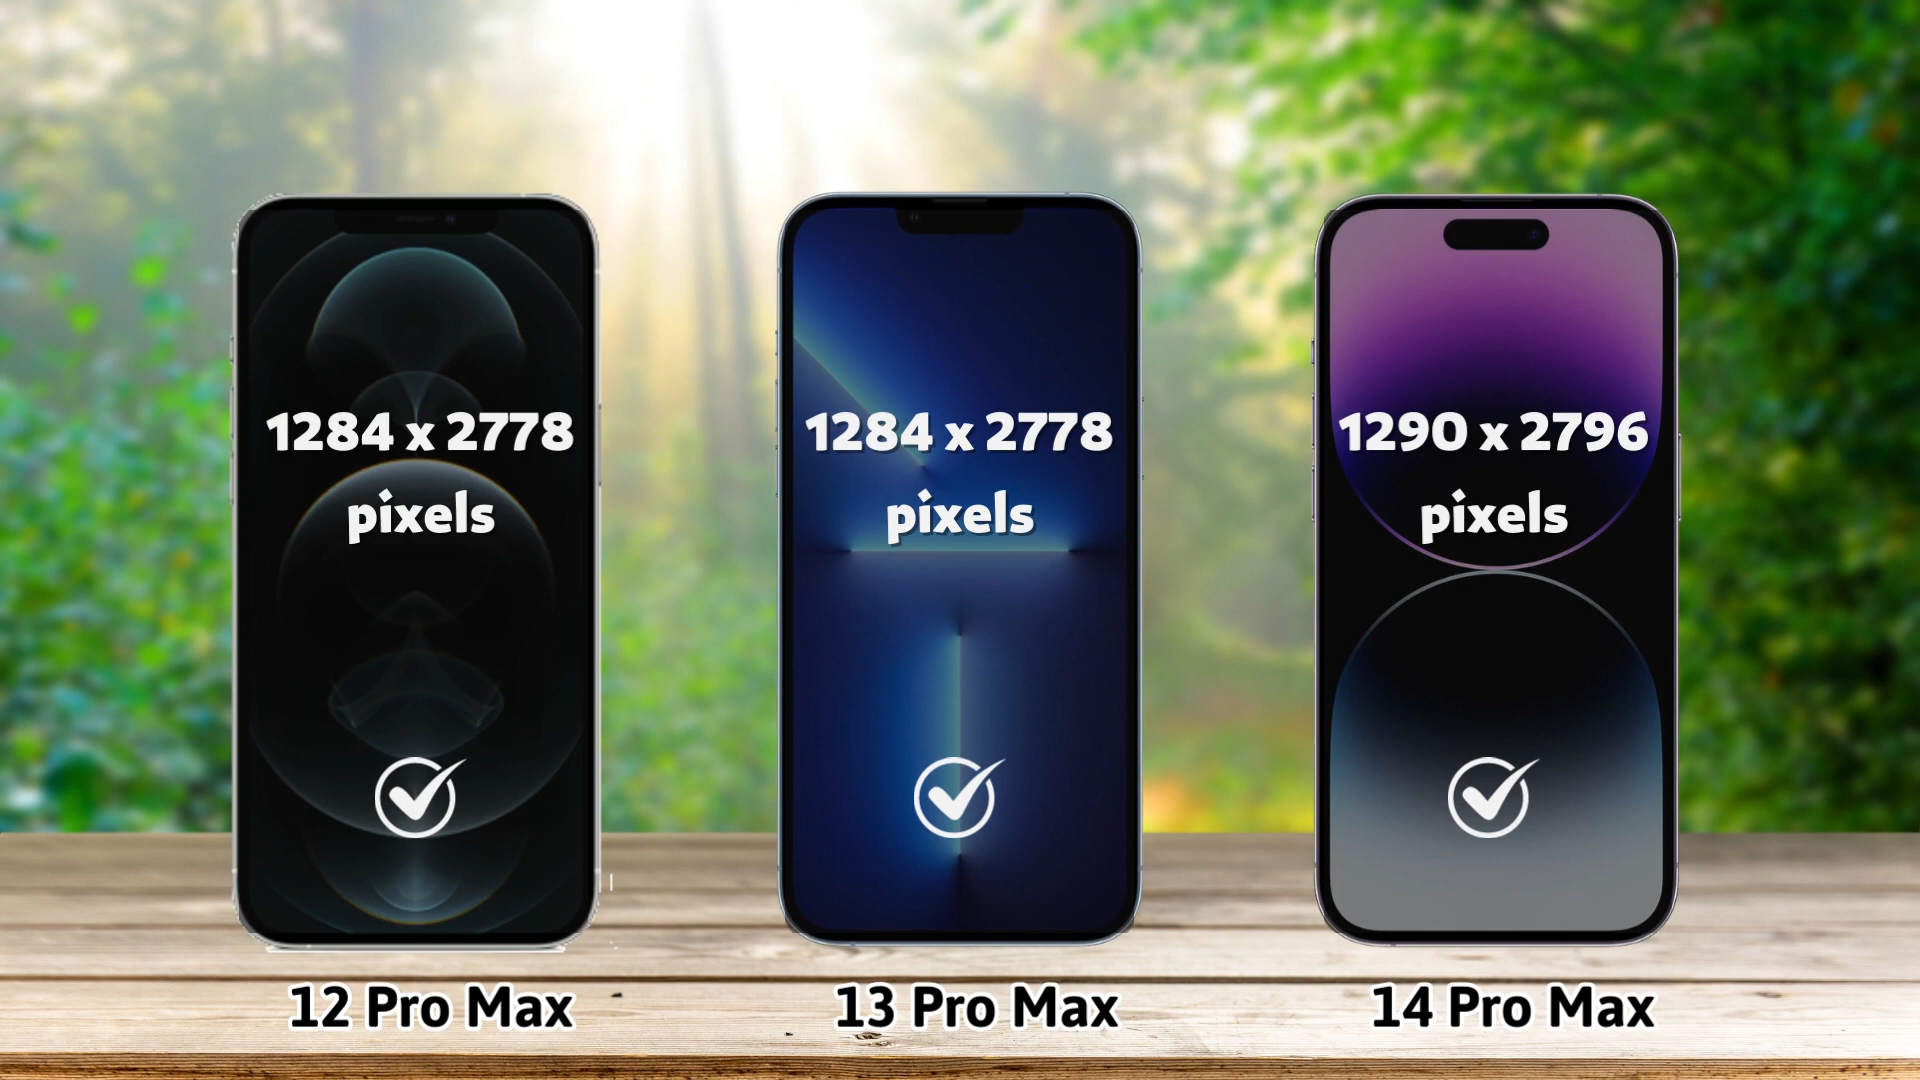 1284 x 2778
pixels
1284 x 2778
pixels
1290 x 2796
pixels
12 Pro Max
13 Pro Max
14 Pro Max